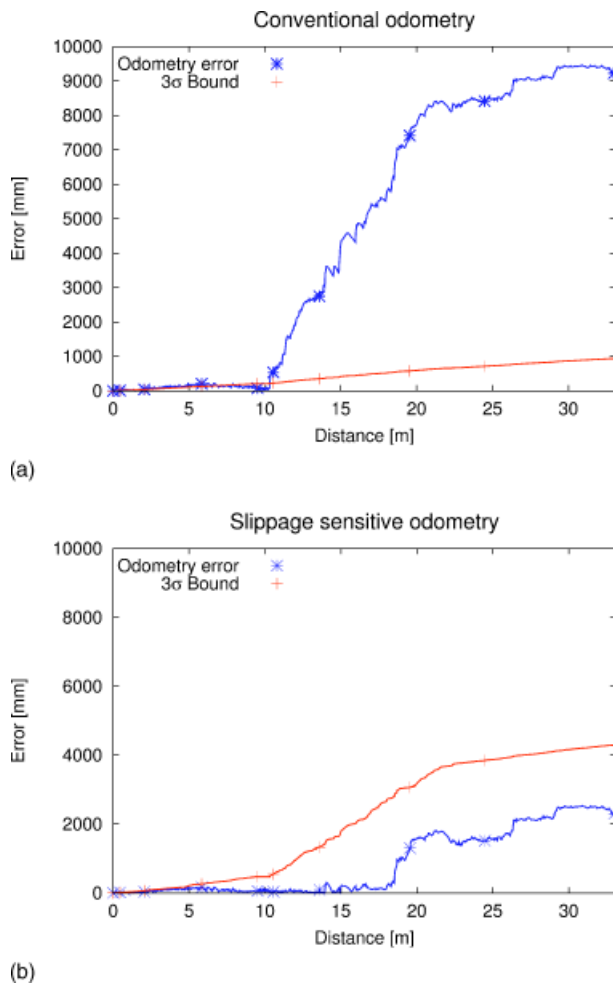 Conventional odometry
10000
9000
8000
7000
6000
5000
4000
3000
2000
1000
0
Error [mm]
Odometry error
3σ Bound
0 5 10 15 20 25 30
Distance [m]
(a)
Slippage sensitive odometry
10000
8000
6000
4000
2000
0
Error [mm]
Odometry error
3σ Bound
0 5 10 15 20 25 30
Distance [m]
(b)